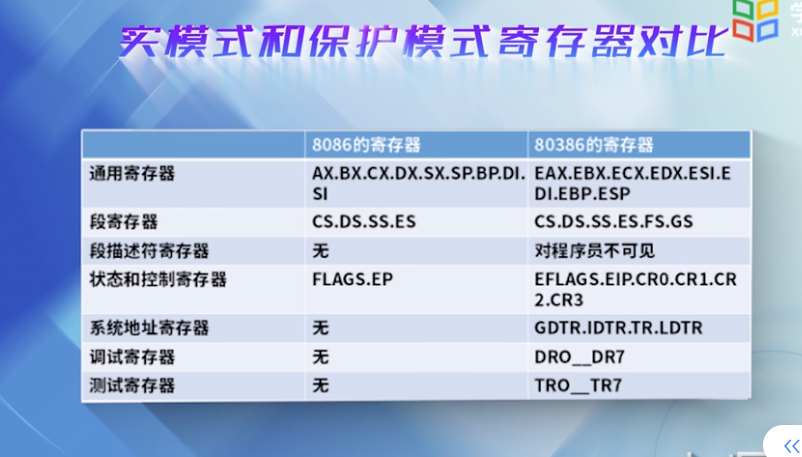 实模式和保护模式寄存器对比
8086的寄存器 80386的寄存器
通用寄存器 AX.BX.CX.DX.SX.SP.BP.DI. EAX.EBX.ECX.EDX.ESI.E
SI DI.EBP.ESP
段寄存器 CS.DS.SS.ES CS.DS.SS.ES.FS.GS
段描述符寄存器 无 对程序员不可见
状态和控制寄存器 FLAGS.EP EFLAGS.EIP.CR0.CR1.CR
2.CR3
系统地址寄存器 无 GDTR.IDTR.TR.LDTR
调试寄存器 无 DRO__DR7
测试寄存器 无 TRO__TR7